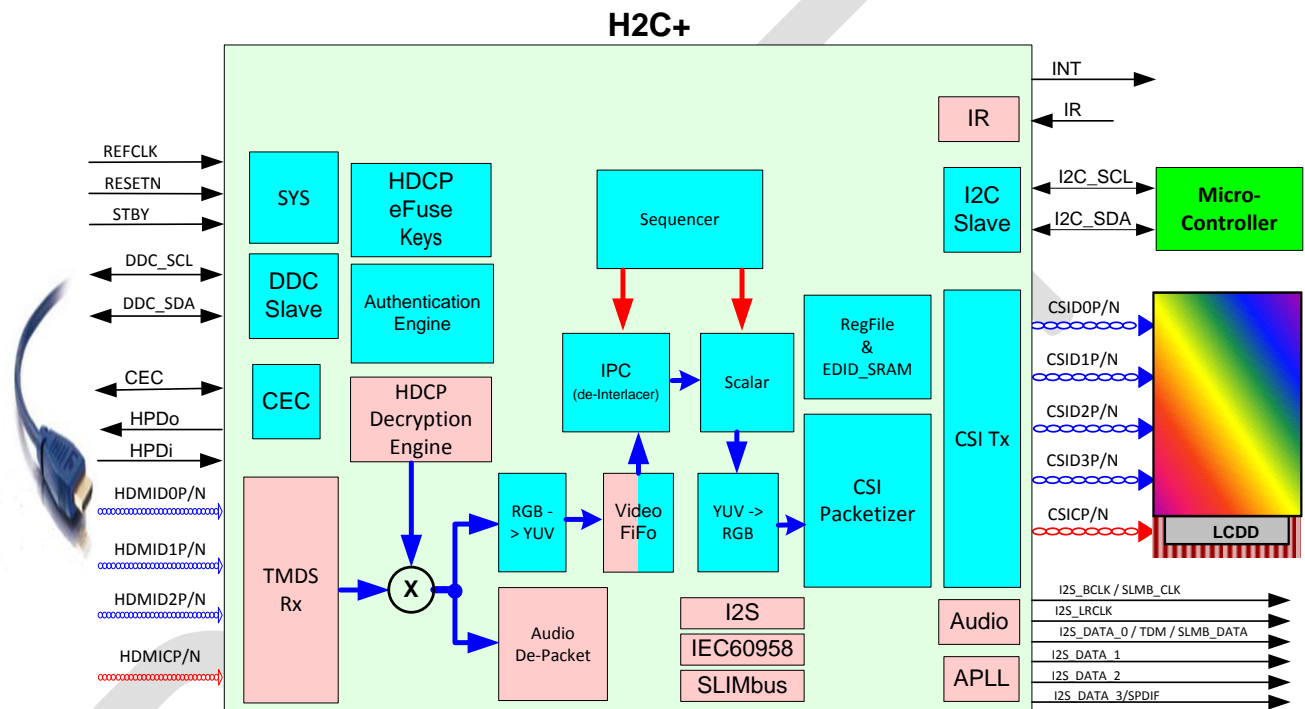 H2C+
REFCLK
RESETN
STBY
DDC_SCL
DDC_SDA
CEC
HPDo
HPDi
HDMID0P/N
HDMID1P/N
HDMID2P/N
HDMICP/N
SYS
HDCP
eFuse
Keys
DDC
Slave
Authentication
Engine
CEC
HDCP
Decryption
Engine
TMDS
Rx
X
RGB -
> YUV
Video
FiFo
Audio
De-Packet
Sequencer
IPC
(de-Interlacer)
Scalar
YUV ->
RGB
RegFile
&
EDID_SRAM
CSI
Packetizer
I2S
IEC60958
SLIMbus
IR
I2C
Slave
CSI Tx
Audio
APLL
INT
IR
I2C_SCL
I2C_SDA
Micro-
Controller
CSID0P/N
CSID1P/N
CSID2P/N
CSID3P/N
CSICP/N
LCDD
I2S_BCLK / SLMB_CLK
I2S_LRCLK
I2S_DATA_0 / TDM / SLMB_DATA
I2S_DATA_1
I2S_DATA_2
I2S_DATA_3/SPDIF